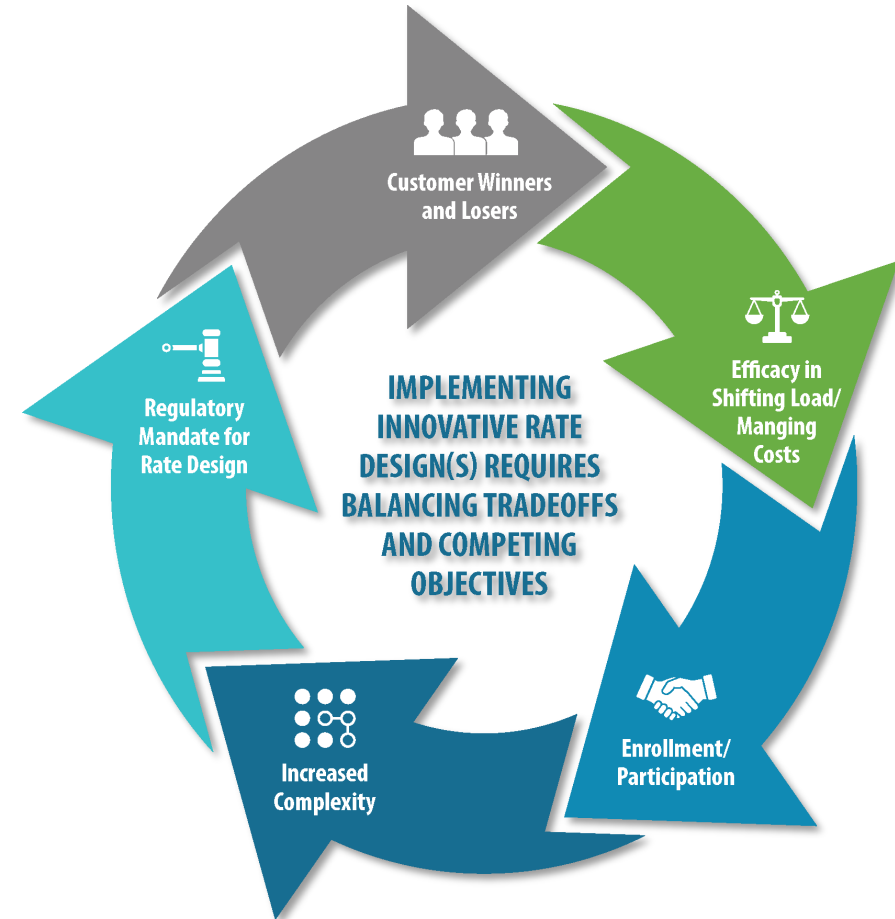 Customer Winners
and Losers
Efficacy in
Shifting Load/
Manging
Costs
Enrollment/
Participation
Increased
Complexity
Regulatory
Mandate for
Rate Design
IMPLEMENTING
INNOVATIVE RATE
DESIGN(S) REQUIRES
BALANCING TRADEOFFS
AND COMPETING
OBJECTIVES